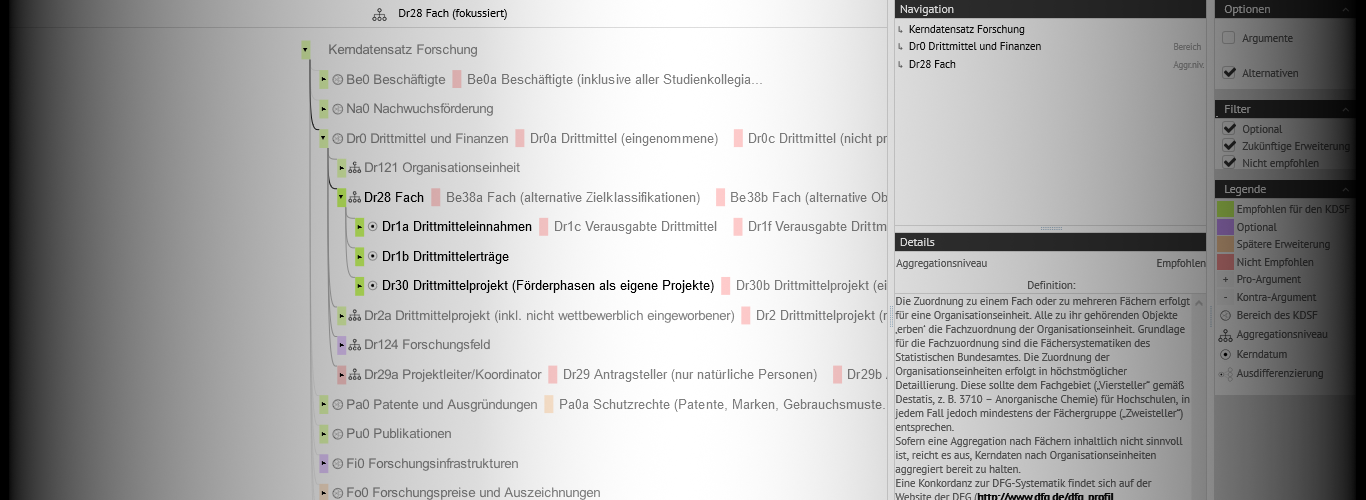 Dr28 Fach (fokussiert)
Kerndatensatz Forschung
Be0 Beschäftigte Be0a Beschäftigte (inklusive aller Studienkollegia...
Na0 Nachwuchsförderung
Dr0 Drittmittel und Finanzen Dr0a Drittmittel (eingenommene) Dr0c Drittmittel (nicht pr
Dr121 Organisationseinheit
Dr28 Fach Be38a Fach (alternative Zielklassifikationen) Be38b Fach (alternative Ob
Dr1a Drittmitteleinnahmen Dr1c Verausgabte Drittmittel Dr1f Verausgabte Drittm
Dr1b Drittmittelerträge
Dr30 Drittmittelprojekt (Förderphasen als eigene Projekte) Dr30b Drittmittelprojekt (ei
Dr2a Drittmittelprojekt (inkl. nicht wettbewerblich eingeworbener) Dr2 Drittmittelprojekt (r
Dr124 Forschungsfeld
Dr29a Projektleiter/Koordinator Dr29 Antragsteller (nur natürliche Personen) Dr29b
Pa0 Patente und Ausgründungen Pa0a Schutzrechte (Patente, Marken, Gebrauchsmuste...
Pu0 Publikationen
Fi0 Forschungsinfrastrukturen
Fo0 Forschungspreise und Auszeichnungen
Navigation
Kerndatensatz Forschung
Dr0 Drittmittel und Finanzen Bereich
Dr28 Fach Aggr.niv.
Details
Aggregationsniveau Empfohlen
Definition:
Die Zuordnung zu einem Fach oder zu mehreren Fächern erfolgt
für eine Organisationseinheit. Alle zu ihr gehörenden Objekte
‚erben‘ die Fachzuordnung der Organisationseinheit. Grundlage
für die Fachzuordnung sind die Fächersystematiken des
Statistischen Bundesamtes. Die Zuordnung der
Organisationseinheiten erfolgt in höchstmöglicher
Detaillierung. Diese sollte dem Fachgebiet („Viersteller“) gemäß
Destatis, z. B. 3710 – Anorganische Chemie) für Hochschulen, in
jedem Fall jedoch mindestens der Fächergruppe („Zweisteller“)
entsprechen.
Sofern eine Aggregation nach Fächern inhaltlich nicht sinnvoll
ist, reicht es aus, Kerndaten nach Organisationseinheiten
aggregiert bereit zu halten.
Eine Konkordanz zur DFG-Systematik findet sich auf der
Website der DFG (http://www.dfg.de/dfg_profil
Optionen
Argumente
Alternativen
Filter
Optional
Zukünftige Erweiterung
Nicht empfohlen
Legende
Empfohlen für den KDSF
Optional
Spätere Erweiterung
Nicht Empfohlen
+ Pro-Argument
- Kontra-Argument
Bereich des KDSF
Aggregationsniveau
Kerndatum
Ausdifferenzierung